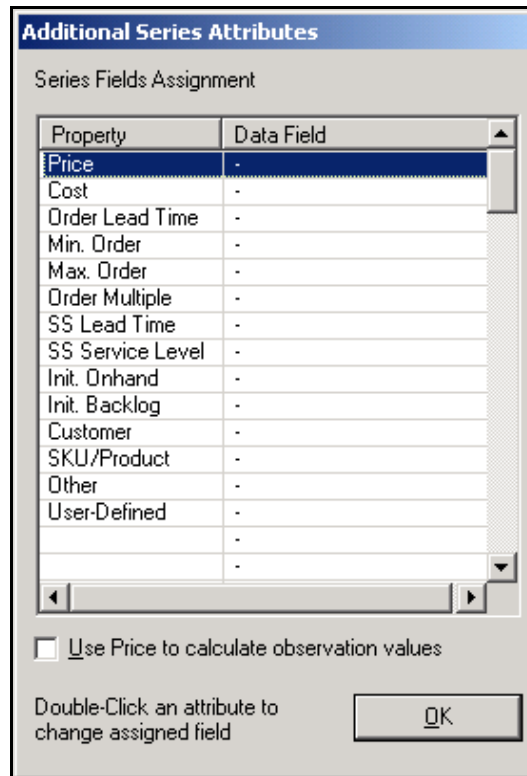 Additional Series Attributes
Series Fields Assignment
Property Data Field
Price -
Cost -
Order Lead Time -
Min. Order -
Max. Order -
Order Multiple -
SS Lead Time -
SS Service Level -
Init. Onhand -
Init. Backlog -
Customer -
SKU/Product -
Other -
User-Defined -
-
-
Use Price to calculate observation values
Double-Click an attribute to
change assigned field
OK